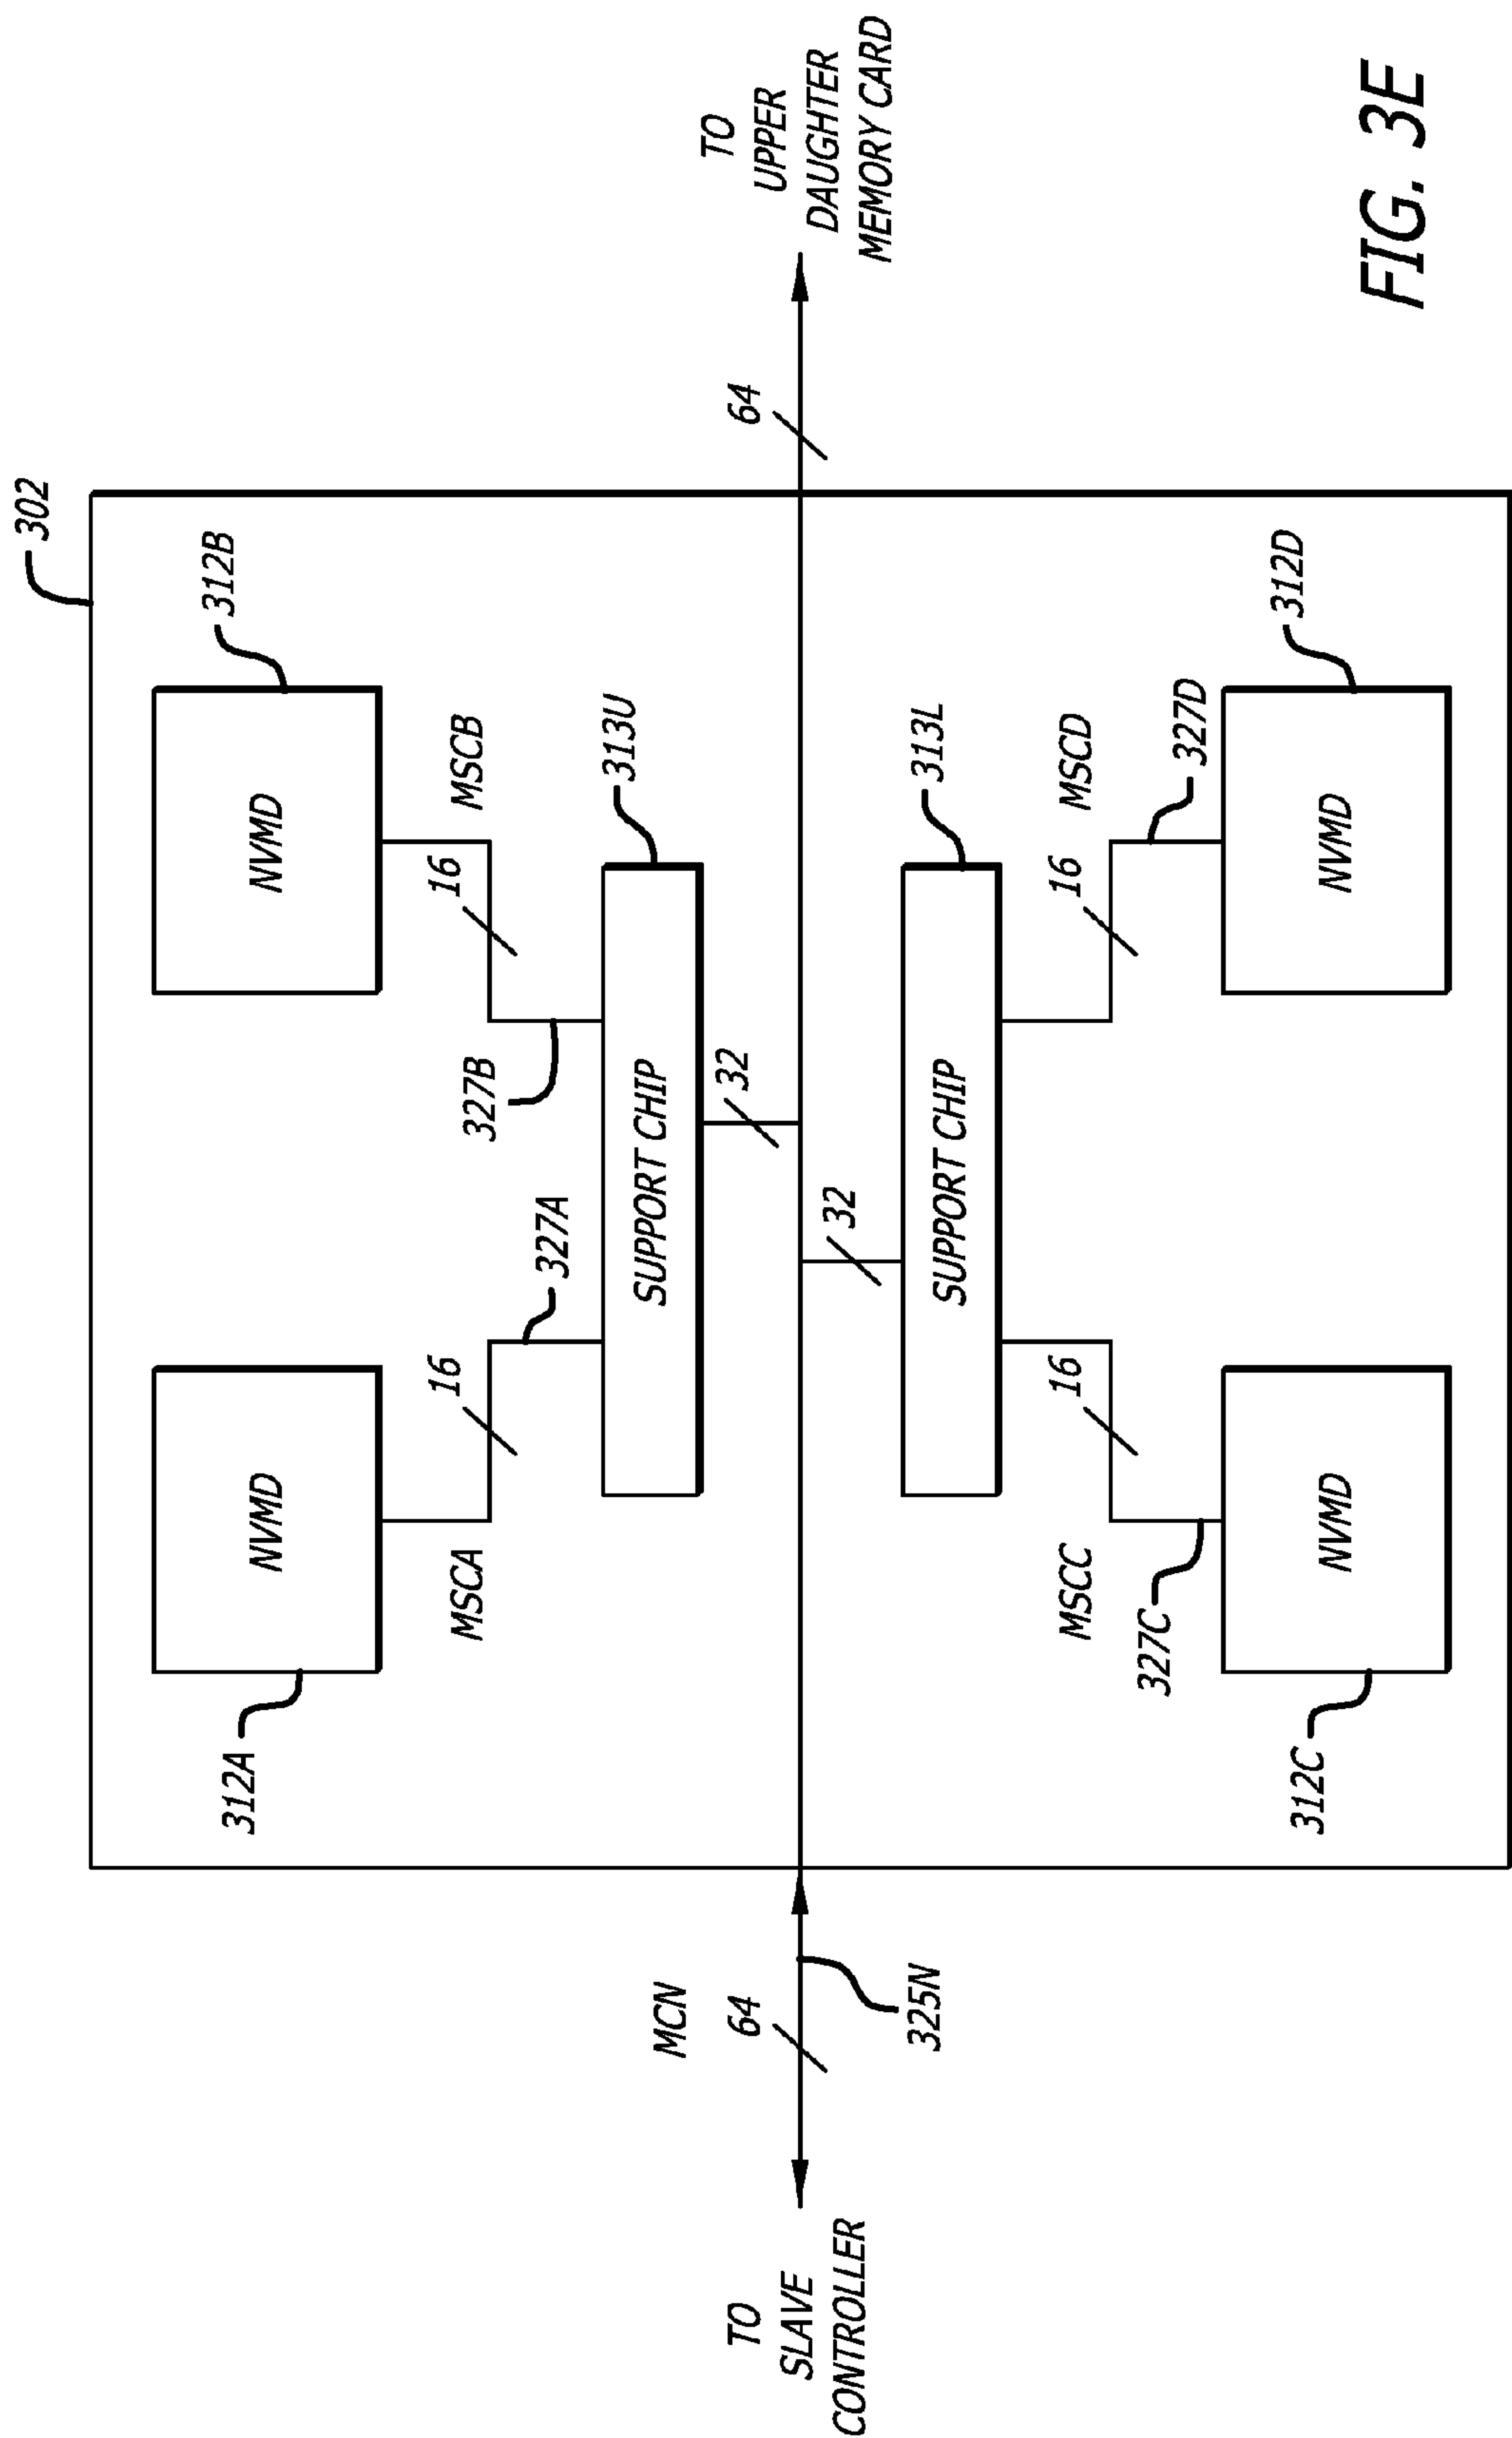 302
312A
NVMD
312B
NVMD
MSCA
16
327A
327B
16
MSCB
SUPPORT CHIP
313U
TO
SLAVE
CONTROLLER
MCN
64
325N
32
32
64
TO
UPPER
DAUGHTER
MEMORY CARD
SUPPORT CHIP
313L
MSCC
16
327C
16
MSCD
327D
312C
NVMD
312D
NVMD
FIG. 3E